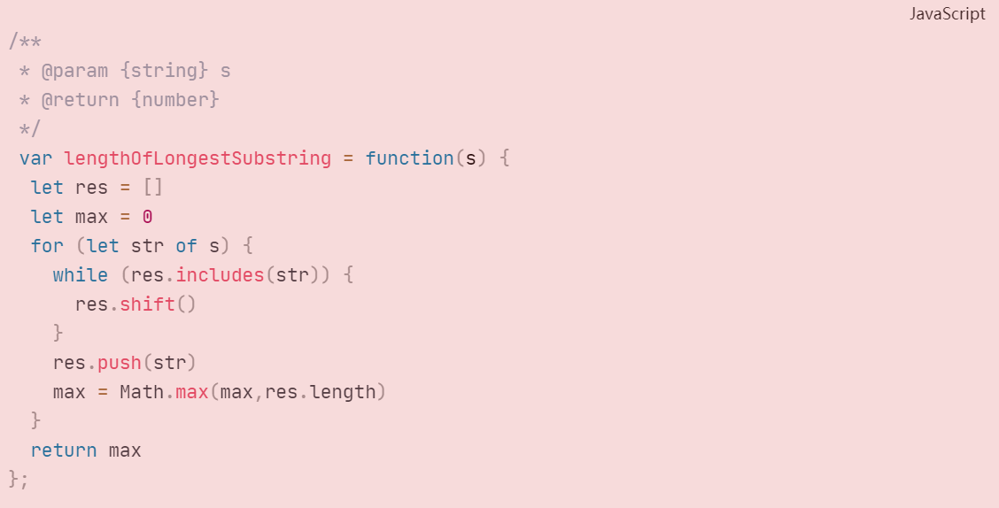 JavaScript
/**
 * @param {string} s
 * @return {number}
 */
 var lengthOfLongestSubstring = function(s) {
  let res = []
  let max = 0
  for (let str of s) {
    while (res.includes(str)) {
      res.shift()
    }
    res.push(str)
    max = Math.max(max,res.length)
  }
  return max
};